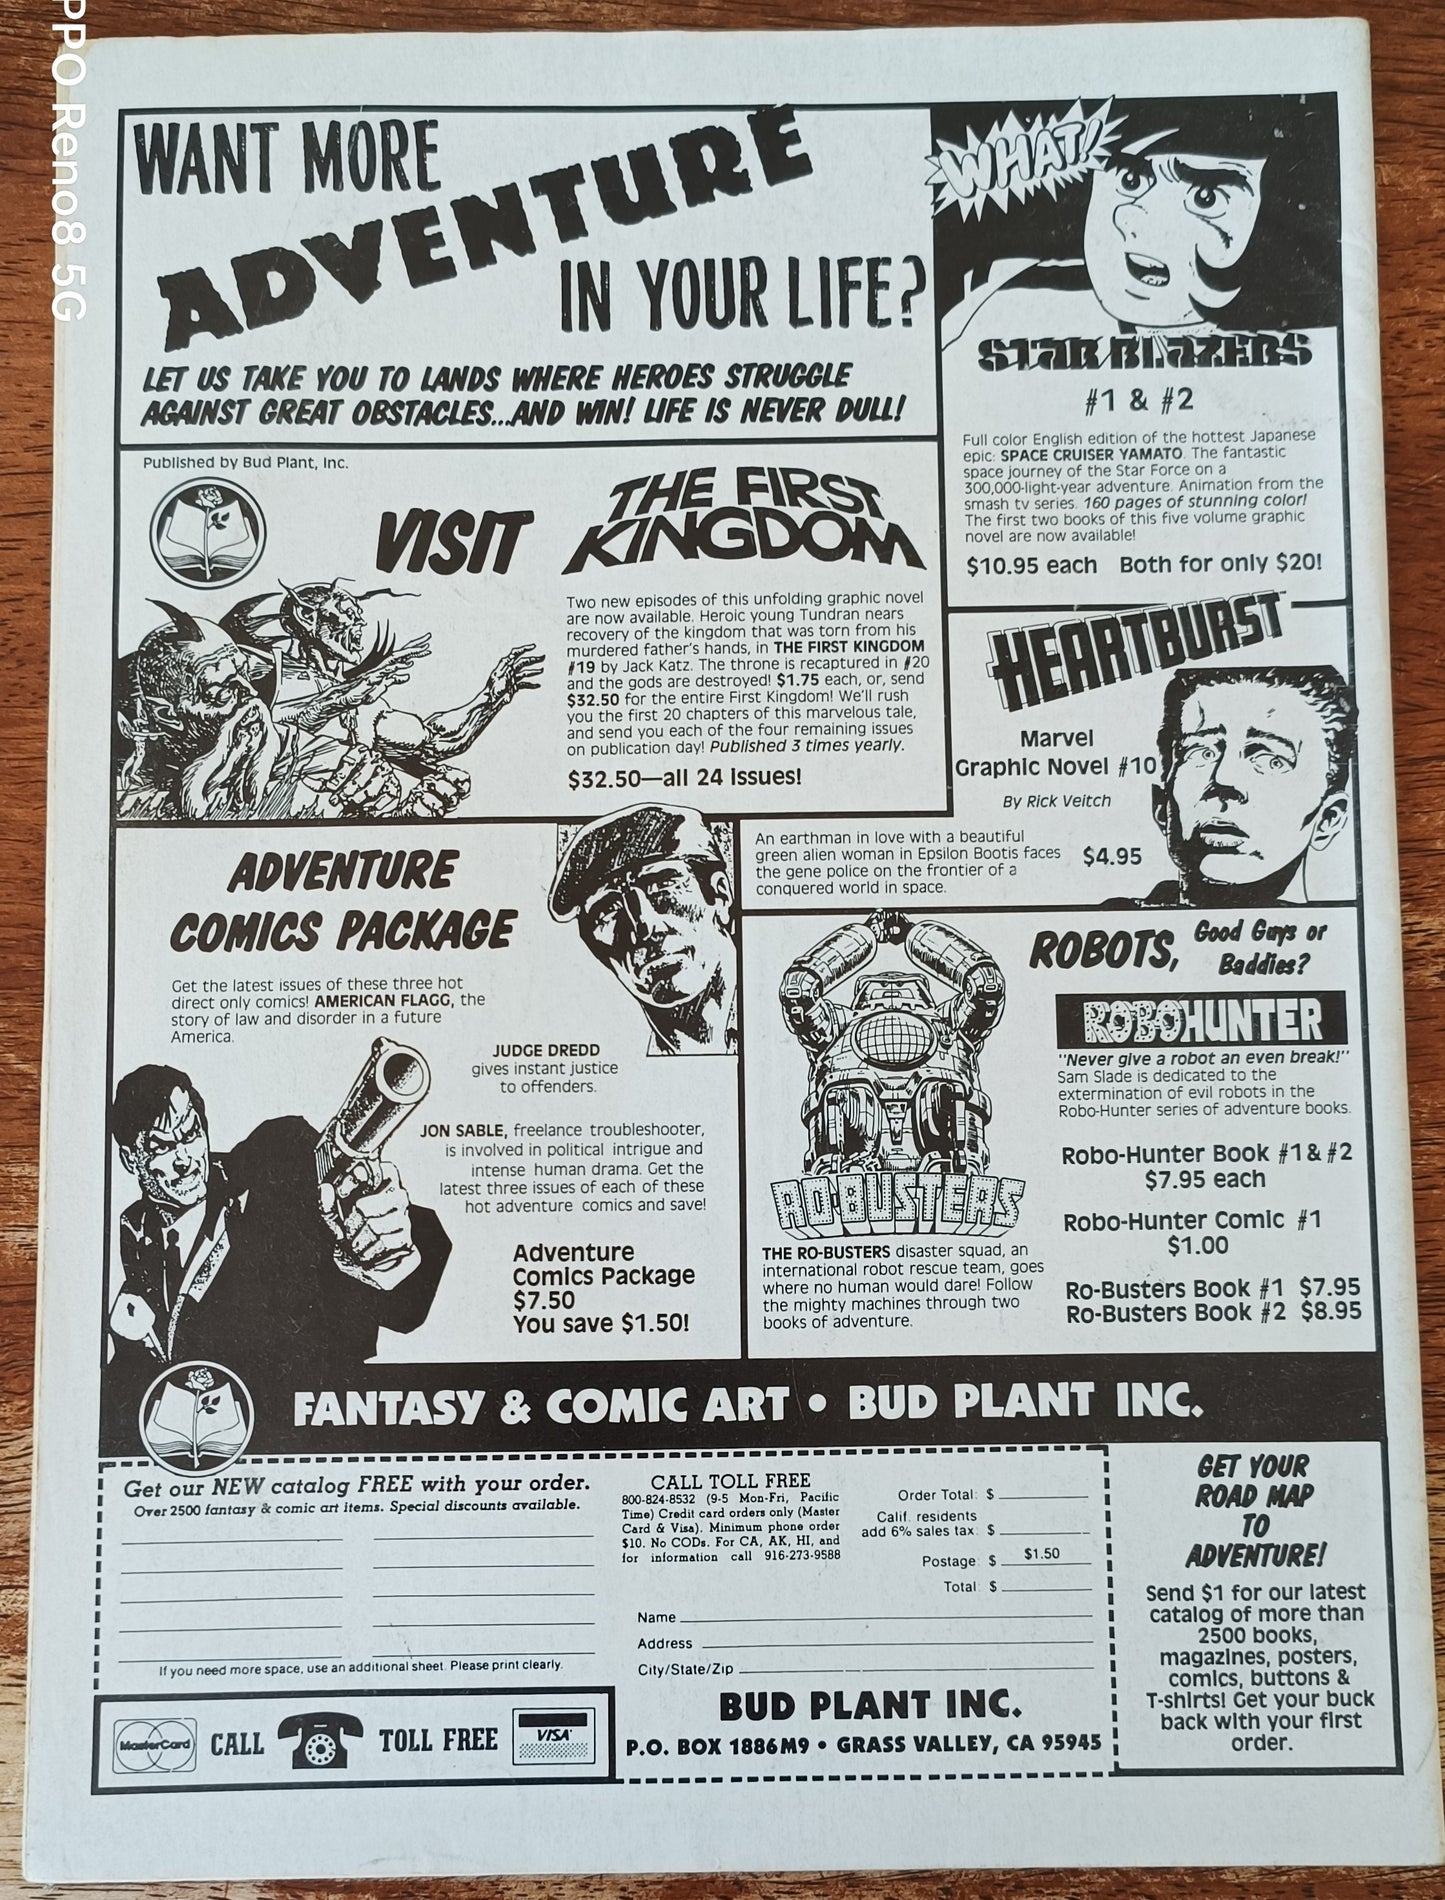 PPO Reno8 5G
WANT MORE
ADVENTURE
IN YOUR LIFE?
LET US TAKE YOU TO LANDS WHERE HEROES STRUGGLE
AGAINST GREAT OBSTACLES...AND WIN! LIFE IS NEVER DULL!
WHAT!
STAR BLAZERS
#1 & #2
Full color English edition of the hottest Japanese
epic: SPACE CRUISER YAMATO. The fantastic
space journey of the Star Force on a
300,000-light-year adventure. Animation from the
smash tv series. 160 pages of stunning color!
The first two books of this five volume graphic
novel are now available!
$10.95 each Both for only $20!
Published by Bud Plant, Inc.
VISIT
THE FIRST
KINGDOM
Two new episodes of this unfolding graphic novel
are now available. Heroic young Tundran nears
recovery of the kingdom that was torn from his
murdered father's hands, in THE FIRST KINGDOM
#19 by Jack Katz. The throne is recaptured in #20
and the gods are destroyed! $1.75 each, or, send
$32.50 for the entire First Kingdom! We'll rush
you the first 20 chapters of this marvelous tale,
and send you each of the four remaining issues
on publication day! Published 3 times yearly.
$32.50—all 24 issues!
HEARTBURST
Marvel
Graphic Novel #10
By Rick Veitch
An earthman in love with a beautiful
green alien woman in Epsilon Bootis faces
the gene police on the frontier of a
conquered world in space.
$4.95
ADVENTURE
COMICS PACKAGE
Get the latest issues of these three hot
direct only comics! AMERICAN FLAGG, the
story of law and disorder in a future
America.
JUDGE DREDD
gives instant justice
to offenders.
JON SABLE, freelance troubleshooter,
is involved in political intrigue and
intense human drama. Get the
latest three issues of each of these
hot adventure comics and save!
Adventure
Comics Package
$7.50
You save $1.50!
ROBOTS, Good Guys or
Baddies?
ROBOHUNTER
"Never give a robot an even break!"
Sam Slade is dedicated to the
extermination of evil robots in the
Robo-Hunter series of adventure books.
Robo-Hunter Book #1 & #2
$7.95 each
Robo-Hunter Comic #1
$1.00
Ro-Busters Book #1 $7.95
Ro-Busters Book #2 $8.95
RO-BUSTERS
THE RO-BUSTERS disaster squad, an
international robot rescue team, goes
where no human would dare! Follow
the mighty machines through two
books of adventure.
FANTASY & COMIC ART • BUD PLANT INC.
Get our NEW catalog FREE with your order.
Over 2500 fantasy & comic art items. Special discounts available.
If you need more space, use an additional sheet. Please print clearly.
CALL TOLL FREE
800-824-8532 (9-5 Mon-Fri, Pacific
Time) Credit card orders only (Master
Card & Visa). Minimum phone order
$10. No CODs. For CA, AK, HI, and
for information call 916-273-9588
Order Total: $
Calif. residents
add 6% sales tax: $
Postage: $ $1.50
Total: $
Name
Address
City/State/Zip
BUD PLANT INC.
P.O. BOX 1886M9 • GRASS VALLEY, CA 95945
MasterCard
CALL
TOLL FREE
VISA
GET YOUR
ROAD MAP
TO
ADVENTURE!
Send $1 for our latest
catalog of more than
2500 books,
magazines, posters,
comics, buttons &
T-shirts! Get your buck
back with your first
order.